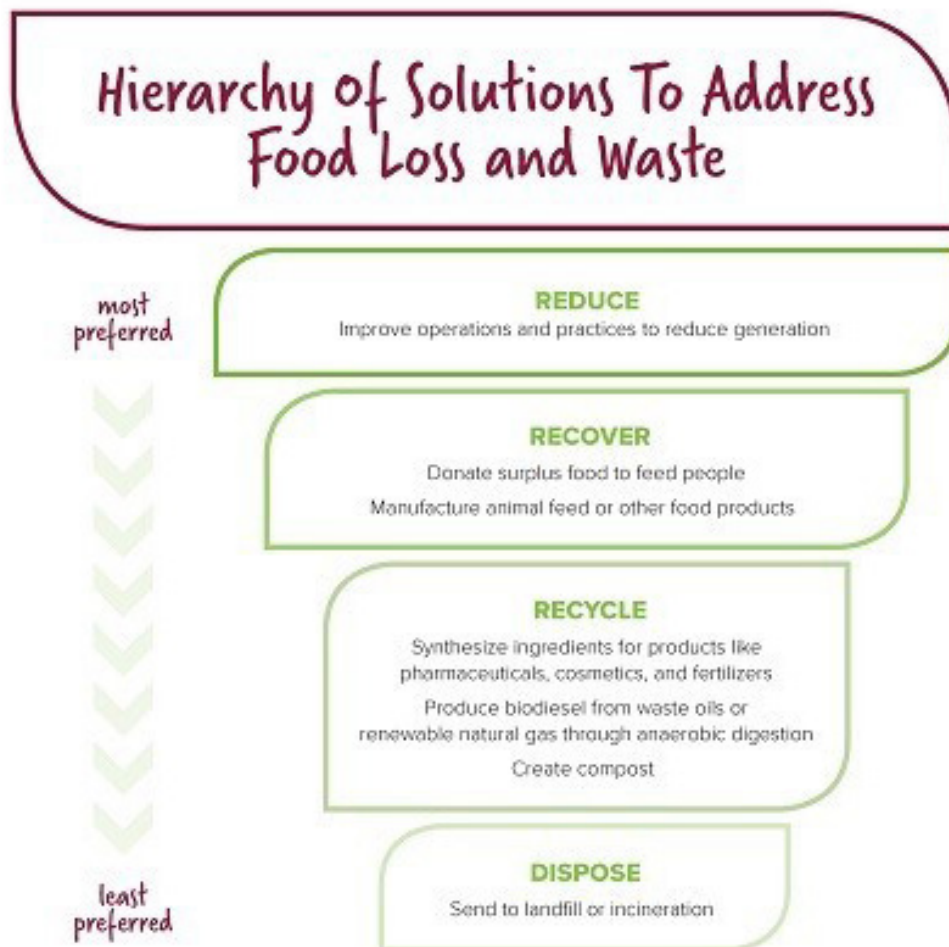 Hierarchy Of Solutions To Address
Food Loss and Waste
most
preferred
REDUCE
Improve operations and practices to reduce generation
RECOVER
Donate surplus food to feed people
Manufacture animal feed or other food products
RECYCLE
Synthesize ingredients for products like
pharmaceuticals, cosmetics, and fertilizers
Produce biodiesel from waste oils or
renewable natural gas through anaerobic digestion
Create compost
DISPOSE
Send to landfill or incineration
least
preferred